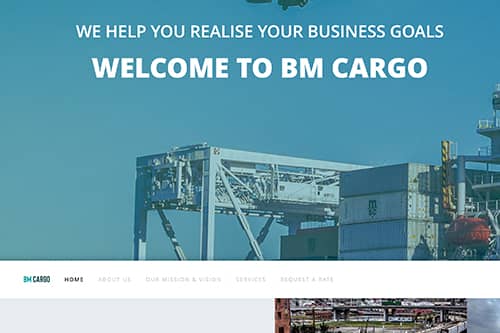 WE HELP YOU REALISE YOUR BUSINESS GOALS
WELCOME TO BM CARGO
BM CARGO HOME ABOUT US OUR MISSION & VISION SERVICES REQUEST A RATE